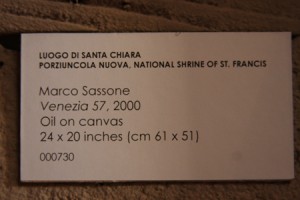 LUOGO DI SANTA CHIARA
PORZIUNCOLA NUOVA, NATIONAL SHRINE OF ST. FRANCIS
Marco Sassone
Venezia 57, 2000
Oil on canvas
24 x 20 inches (cm 61 x 51)
000730